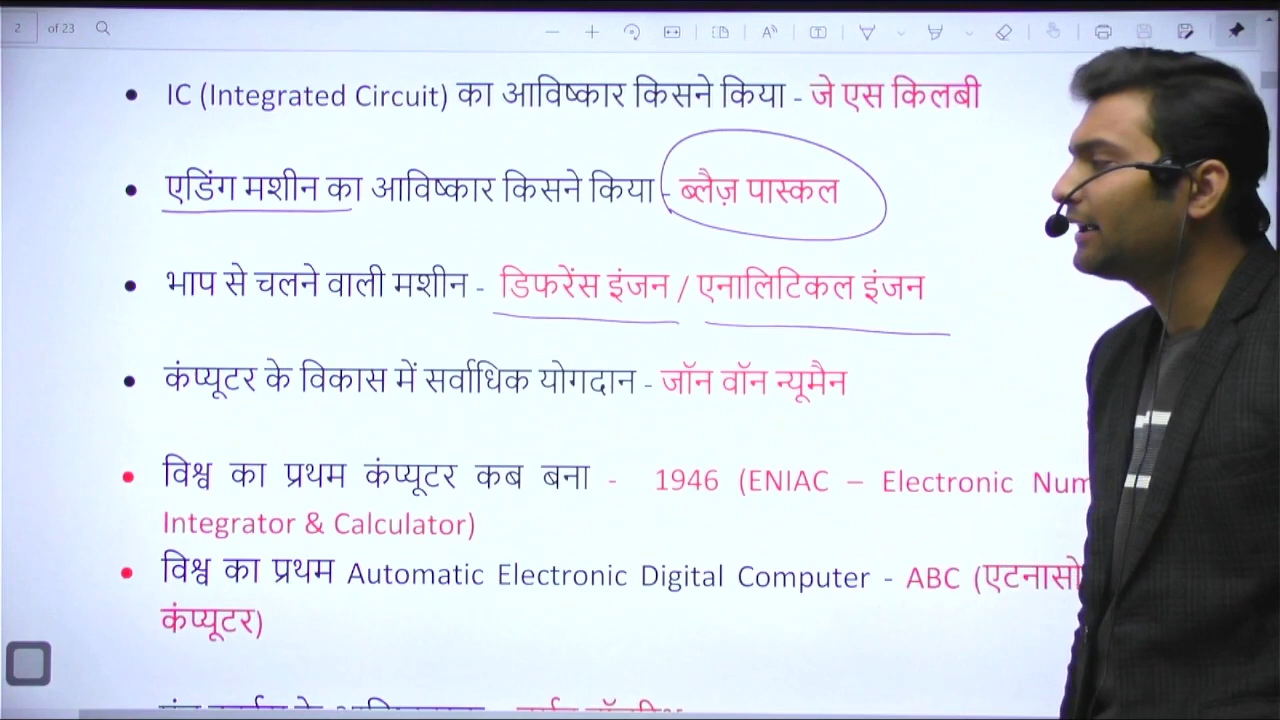 2 of 23
IC (Integrated Circuit) का आविष्कार किसने किया - जे एस किलबी
एडिंग मशीन का आविष्कार किसने किया - ब्लैज़ पास्कल
भाप से चलने वाली मशीन - डिफरेंस इंजन / एनालिटिकल इंजन
कंप्यूटर के विकास में सर्वाधिक योगदान - जॉन वॉन न्यूमैन
विश्व का प्रथम कंप्यूटर कब बना - 1946 (ENIAC – Electronic
Integrator & Calculator)
विश्व का प्रथम Automatic Electronic Digital Computer - ABC
कंप्यूटर)